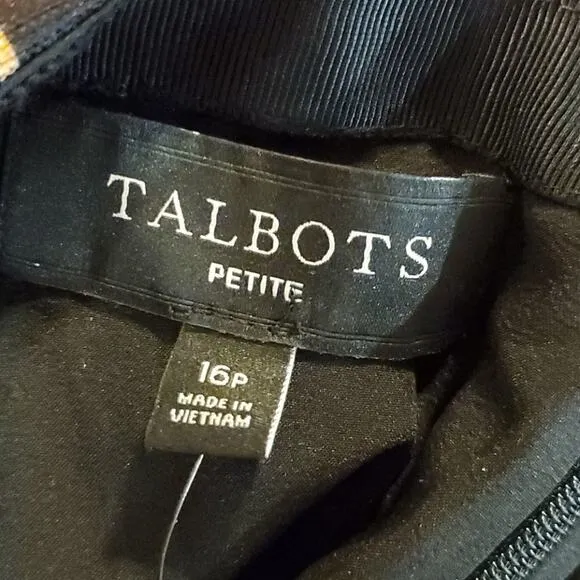 TALBOTS
PETITE
16P
MADE IN
VIETNAM